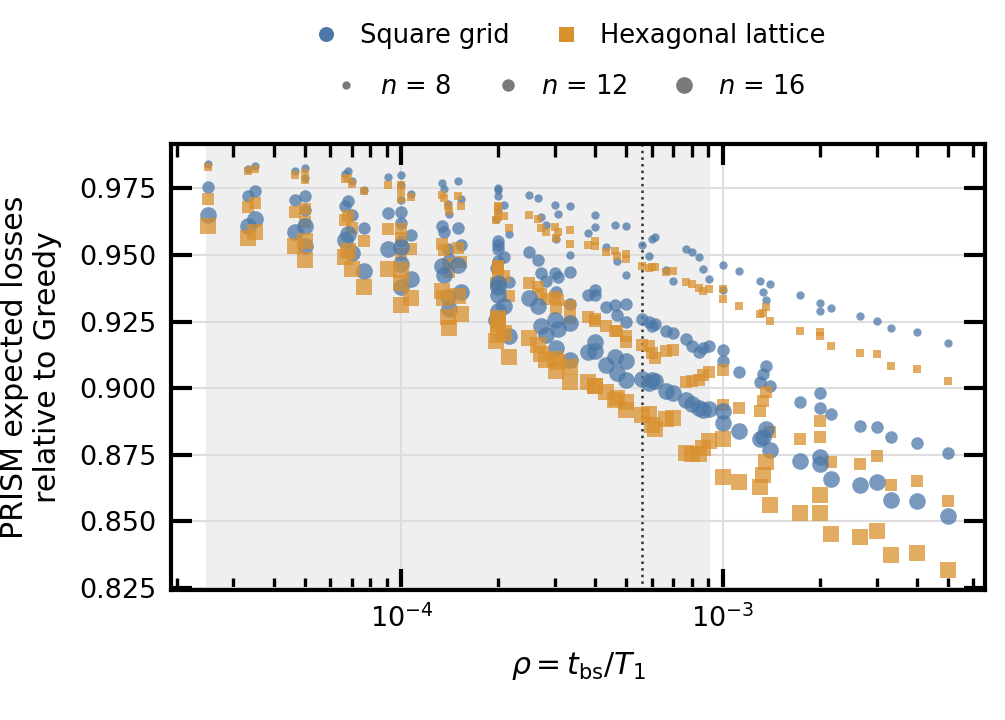 Square grid Hexagonal lattice
n = 8 n = 12 n = 16
PRISM expected losses
relative to Greedy
0.975
0.950
0.925
0.900
0.875
0.850
0.825
10⁻⁴ 10⁻³
ρ = t_bs/T₁